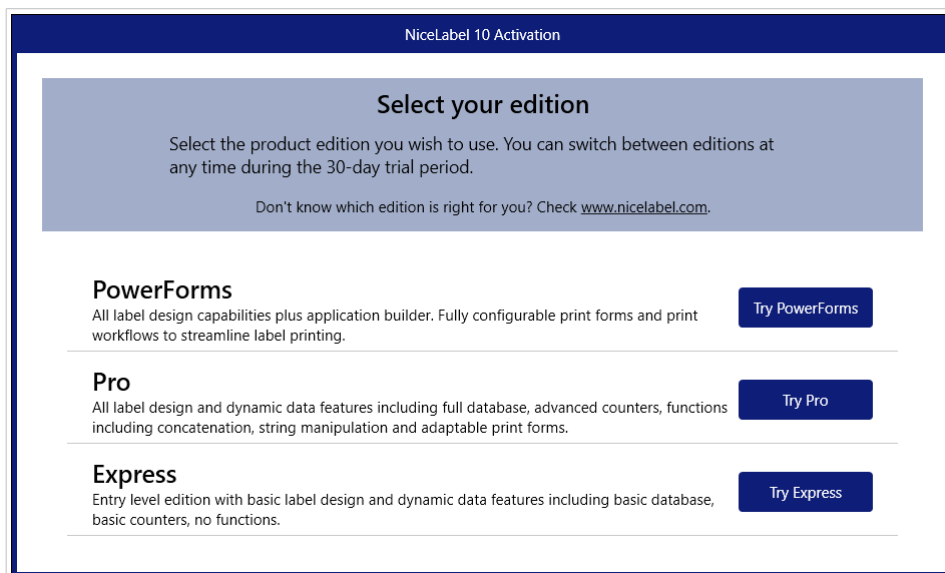 NiceLabel 10 Activation
Select your edition
Select the product edition you wish to use. You can switch between editions at
any time during the 30-day trial period.
Don't know which edition is right for you? Check www.nicelabel.com.
PowerForms
All label design capabilities plus application builder. Fully configurable print forms and print
workflows to streamline label printing.
Try PowerForms
Pro
All label design and dynamic data features including full database, advanced counters, functions
including concatenation, string manipulation and adaptable print forms.
Try Pro
Express
Entry level edition with basic label design and dynamic data features including basic database,
basic counters, no functions.
Try Express